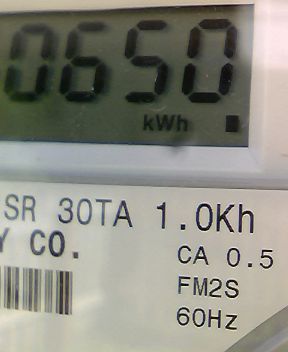 0650
kWh
SR 30TA 1.0Kh
Y CO.
CA 0.5
FM2S
60Hz